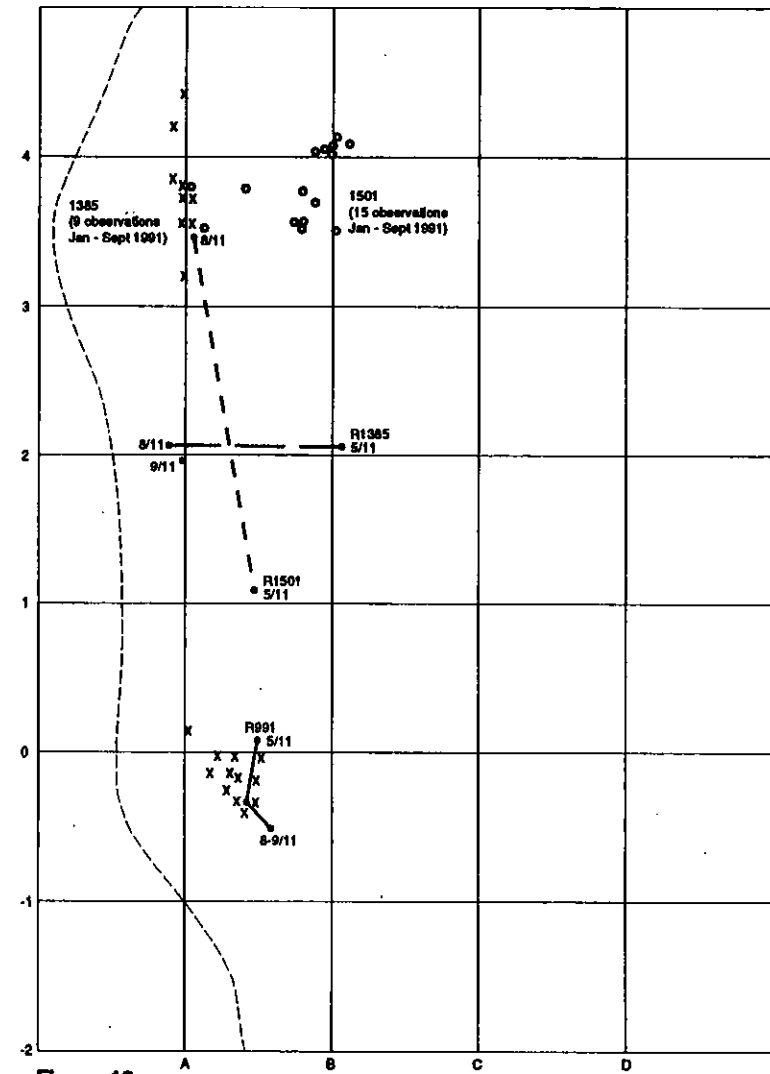 4
1385
(9 observations
Jan - Sept 1991)
1501
(15 observations
Jan - Sept 1991)
8/11
3
8/11
R1385
5/11
2
9/11
R1501
5/11
1
R991
5/11
0
8-9/11
-1
-2
A
B
C
D